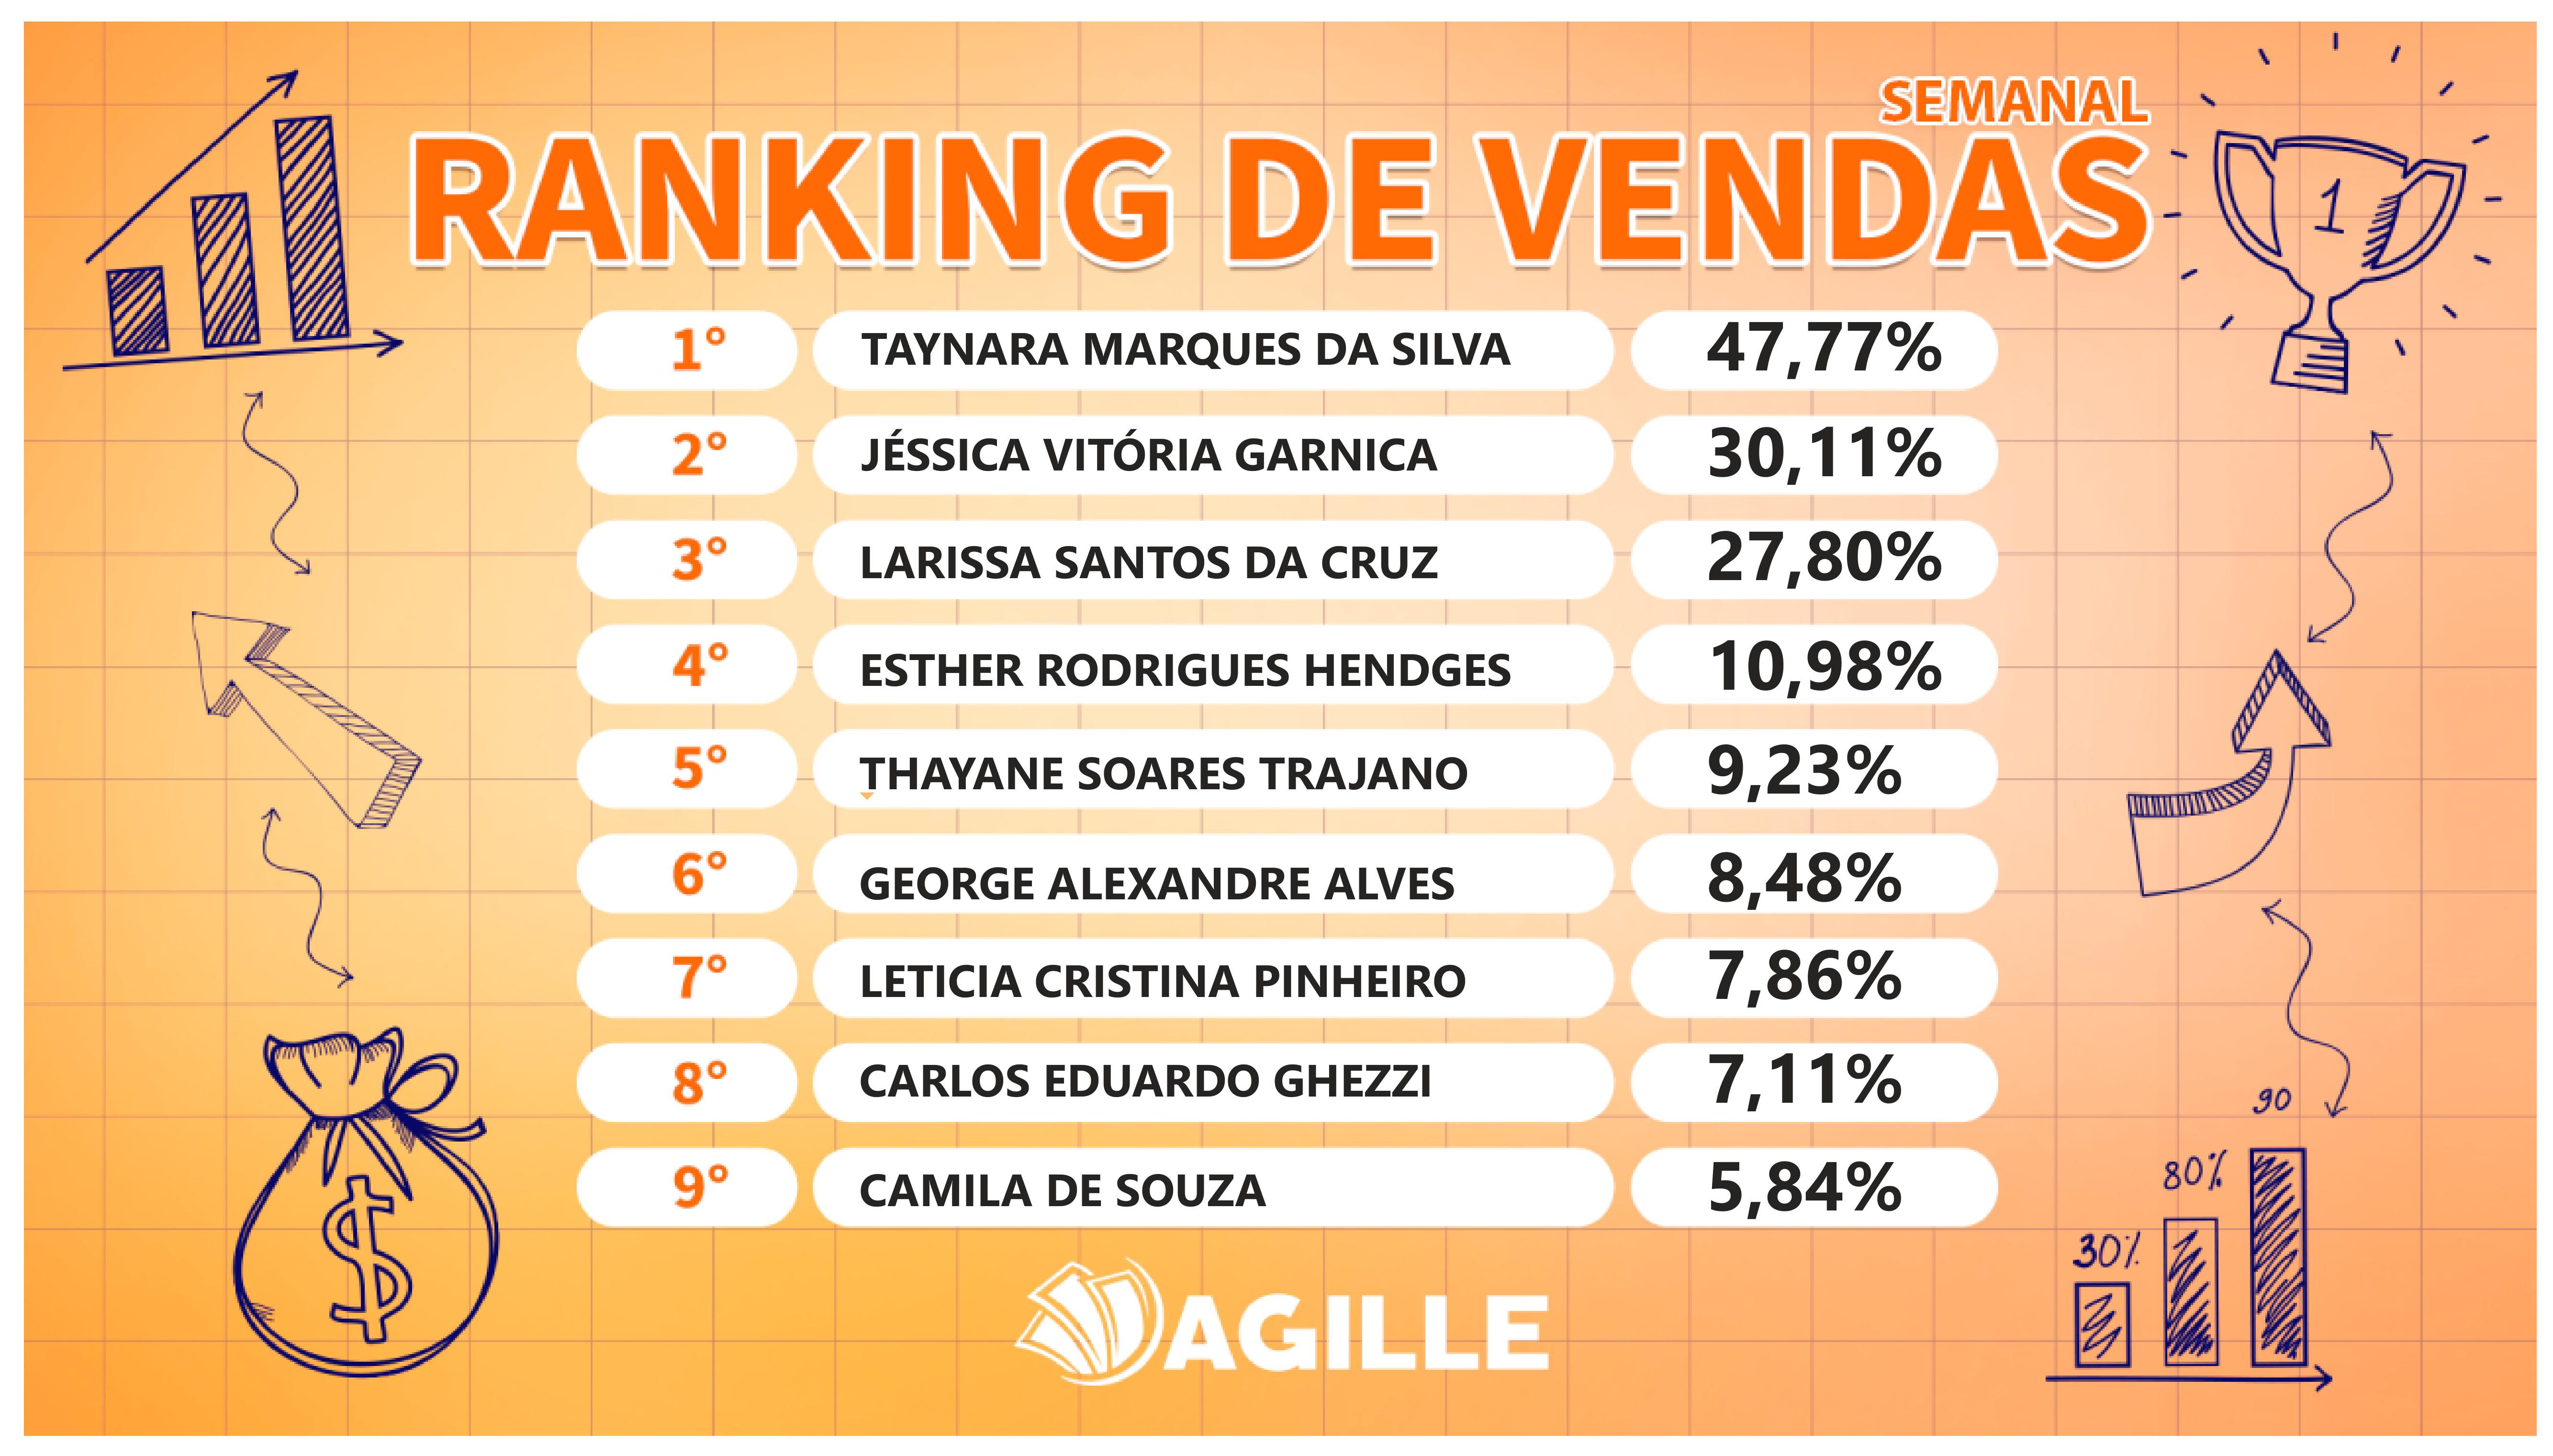 SEMANAL
RANKING DE VENDAS
1
1° TAYNARA MARQUES DA SILVA 47,77%
2° JÉSSICA VITÓRIA GARNICA 30,11%
3° LARISSA SANTOS DA CRUZ 27,80%
4° ESTHER RODRIGUES HENDGES 10,98%
5° THAYANE SOARES TRAJANO 9,23%
6° GEORGE ALEXANDRE ALVES 8,48%
7° LETICIA CRISTINA PINHEIRO 7,86%
8° CARLOS EDUARDO GHEZZI 7,11%
9° CAMILA DE SOUZA 5,84%
$
30% 80% 90
AGILLE